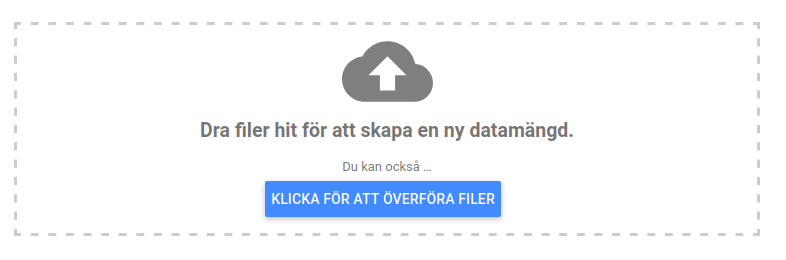 Dra filer hit för att skapa en ny datamängd.
Du kan också …
KLICKA FÖR ATT ÖVERFÖRA FILER